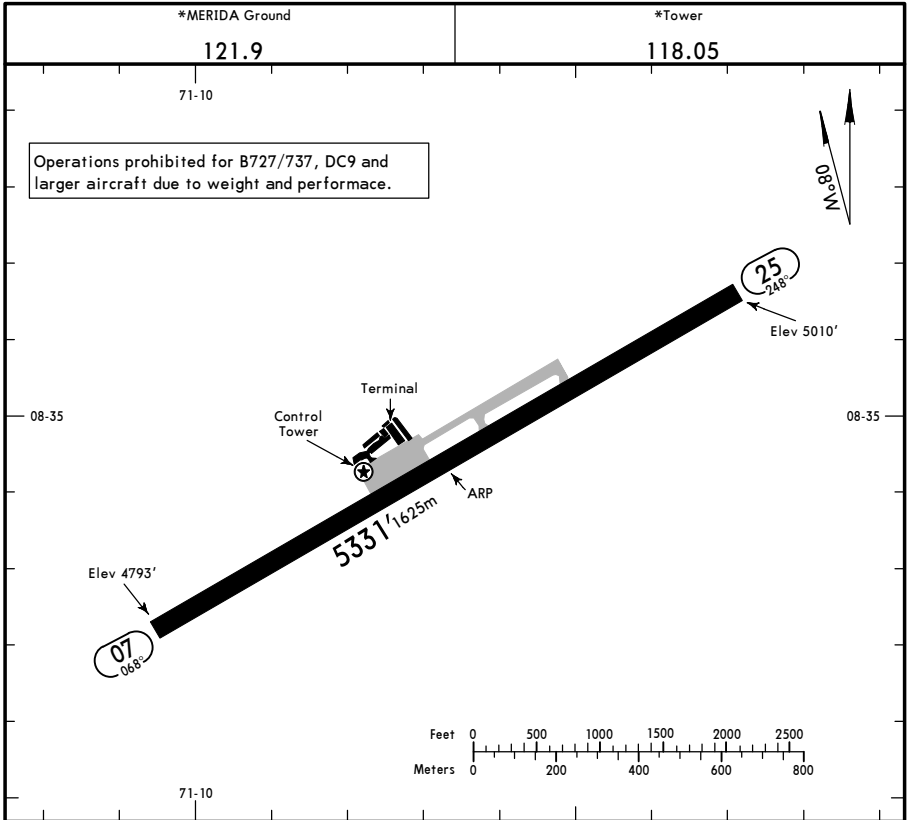 *MERIDA Ground
121.9
*Tower
118.05
71-10
Operations prohibited for B727/737, DC9 and
larger aircraft due to weight and performace.
08°W
25
248°
Elev 5010'
Terminal
Control
Tower
08-35
08-35
ARP
5331' 1625m
Elev 4793'
07
068°
Feet 0 500 1000 1500 2000 2500
Meters 0 200 400 600 800
71-10